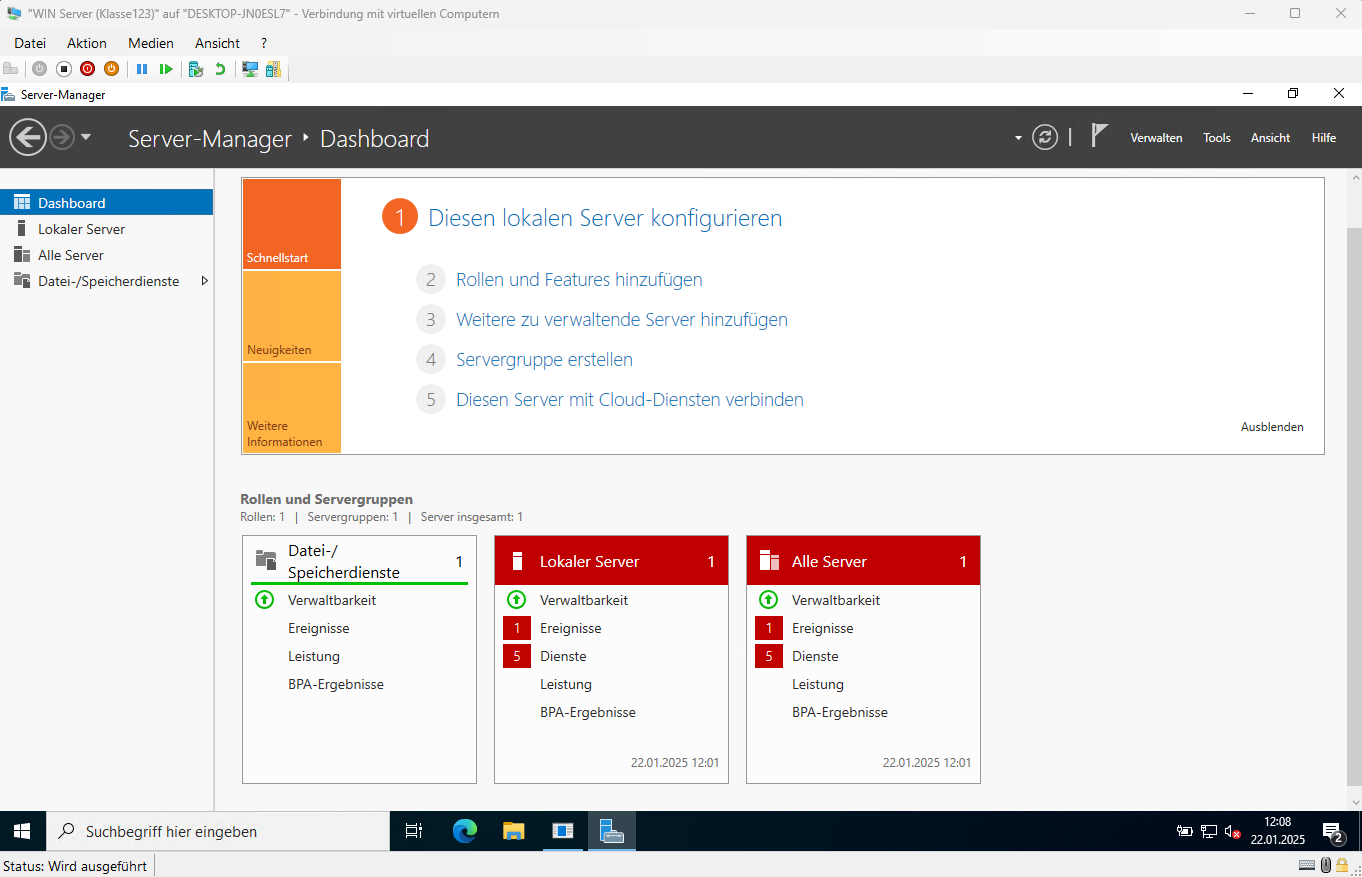 "WIN Server (Klasse123)" auf "DESKTOP-JN0ESL7" - Verbindung mit virtuellen Computern
Datei Aktion Medien Ansicht ?
Server-Manager
Server-Manager Dashboard
Verwalten Tools Ansicht Hilfe
Dashboard
Lokaler Server
Alle Server
Datei-/Speicherdienste
Schnellstart
Neuigkeiten
Weitere
Informationen
1 Diesen lokalen Server konfigurieren
2 Rollen und Features hinzufügen
3 Weitere zu verwaltende Server hinzufügen
4 Servergruppe erstellen
5 Diesen Server mit Cloud-Diensten verbinden
Ausblenden
Rollen und Servergruppen
Rollen: 1 | Servergruppen: 1 | Server insgesamt: 1
Datei-/
Speicherdienste 1
Verwaltbarkeit
Ereignisse
Leistung
BPA-Ergebnisse
Lokaler Server 1
Verwaltbarkeit
1 Ereignisse
5 Dienste
Leistung
BPA-Ergebnisse
22.01.2025 12:01
Alle Server 1
Verwaltbarkeit
1 Ereignisse
5 Dienste
Leistung
BPA-Ergebnisse
22.01.2025 12:01
Suchbegriff hier eingeben
12:08
22.01.2025
2
Status: Wird ausgeführt